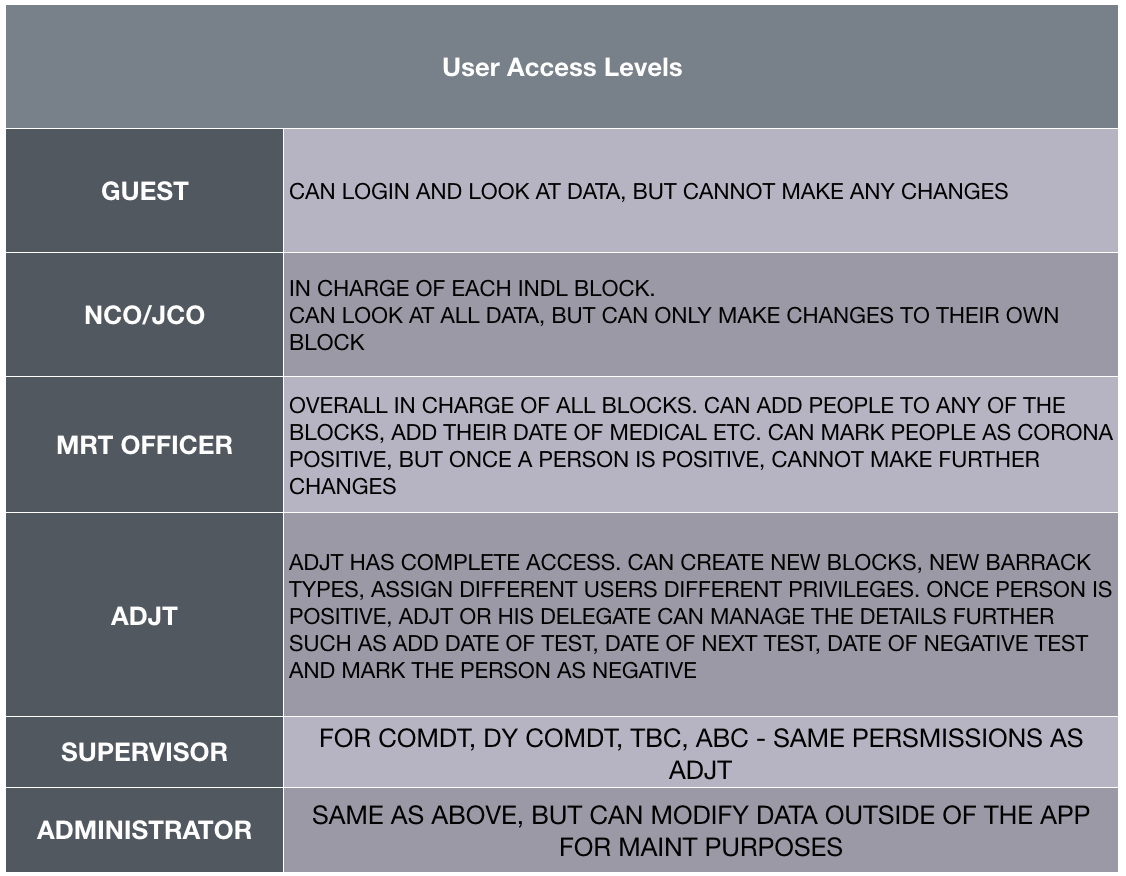 User Access Levels
GUEST
CAN LOGIN AND LOOK AT DATA, BUT CANNOT MAKE ANY CHANGES
NCO/JCO
IN CHARGE OF EACH INDL BLOCK.
CAN LOOK AT ALL DATA, BUT CAN ONLY MAKE CHANGES TO THEIR OWN
BLOCK
MRT OFFICER
OVERALL IN CHARGE OF ALL BLOCKS. CAN ADD PEOPLE TO ANY OF THE
BLOCKS, ADD THEIR DATE OF MEDICAL ETC. CAN MARK PEOPLE AS CORONA
POSITIVE, BUT ONCE A PERSON IS POSITIVE, CANNOT MAKE FURTHER
CHANGES
ADJT
ADJT HAS COMPLETE ACCESS. CAN CREATE NEW BLOCKS, NEW BARRACK
TYPES, ASSIGN DIFFERENT USERS DIFFERENT PRIVILEGES. ONCE PERSON IS
POSITIVE, ADJT OR HIS DELEGATE CAN MANAGE THE DETAILS FURTHER
SUCH AS ADD DATE OF TEST, DATE OF NEXT TEST, DATE OF NEGATIVE TEST
AND MARK THE PERSON AS NEGATIVE
SUPERVISOR
FOR COMDT, DY COMDT, TBC, ABC - SAME PERSMISSIONS AS
ADJT
ADMINISTRATOR
SAME AS ABOVE, BUT CAN MODIFY DATA OUTSIDE OF THE APP
FOR MAINT PURPOSES